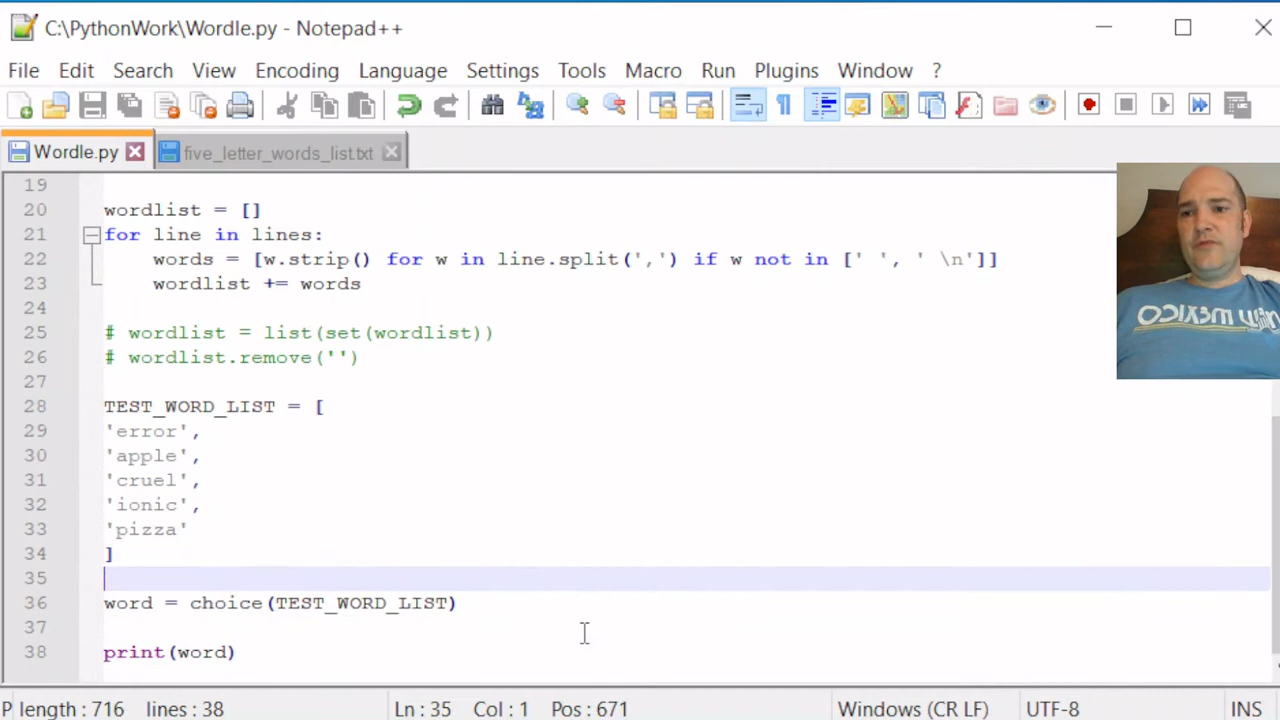 C:\PythonWork\Wordle.py - Notepad++
File Edit Search View Encoding Language Settings Tools Macro Run Plugins Window ?
Wordle.py five_letter_words_list.txt
19
20 wordlist = []
21 for line in lines:
22 words = [w.strip() for w in line.split(',') if w not in [' ', ' \n']]
23 wordlist += words
24
25 # wordlist = list(set(wordlist))
26 # wordlist.remove('')
27
28 TEST_WORD_LIST = [
29 'error',
30 'apple',
31 'cruel',
32 'ionic',
33 'pizza'
34 ]
35
36 word = choice(TEST_WORD_LIST)
37
38 print(word)
P length : 716 lines : 38 Ln : 35 Col : 1 Pos : 671 Windows (CR LF) UTF-8 INS